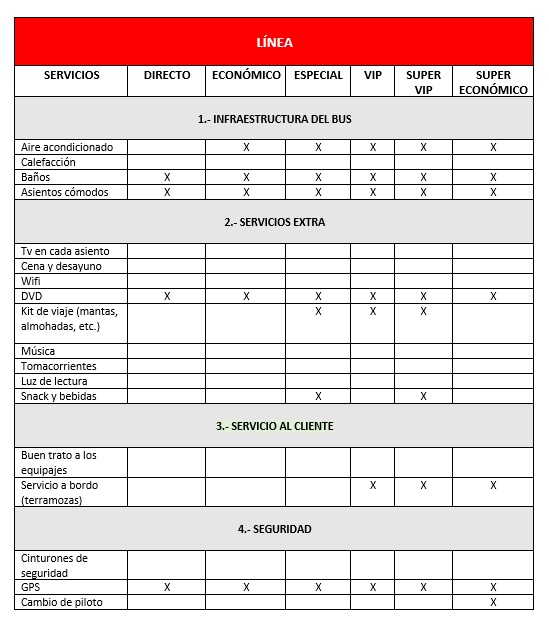 LÍNEA
SERVICIOS DIRECTO ECONÓMICO ESPECIAL VIP SUPER VIP SUPER ECONÓMICO
1.- INFRAESTRUCTURA DEL BUS
Aire acondicionado X X X X X
Calefacción
Baños X X X X X X
Asientos cómodos X X X X X X
2.- SERVICIOS EXTRA
Tv en cada asiento
Cena y desayuno
Wifi
DVD X X X X X X
Kit de viaje (mantas, X X X
almohadas, etc.)
Música
Tomacorrientes
Luz de lectura
Snack y bebidas X X
3.- SERVICIO AL CLIENTE
Buen trato a los
equipajes
Servicio a bordo X X X
(terramozas)
4.- SEGURIDAD
Cinturones de
seguridad
GPS X X X X X X
Cambio de piloto X